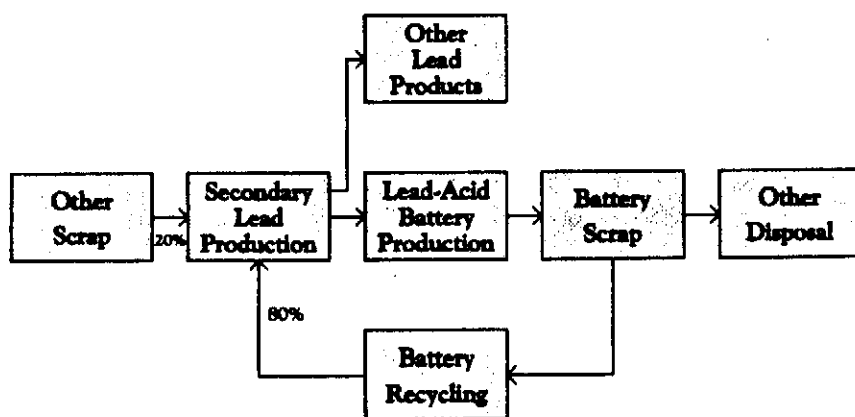 Other
Lead
Products
Other
Scrap
20%
Secondary
Lead
Production
Lead-Acid
Battery
Production
Battery
Scrap
Other
Disposal
80%
Battery
Recycling